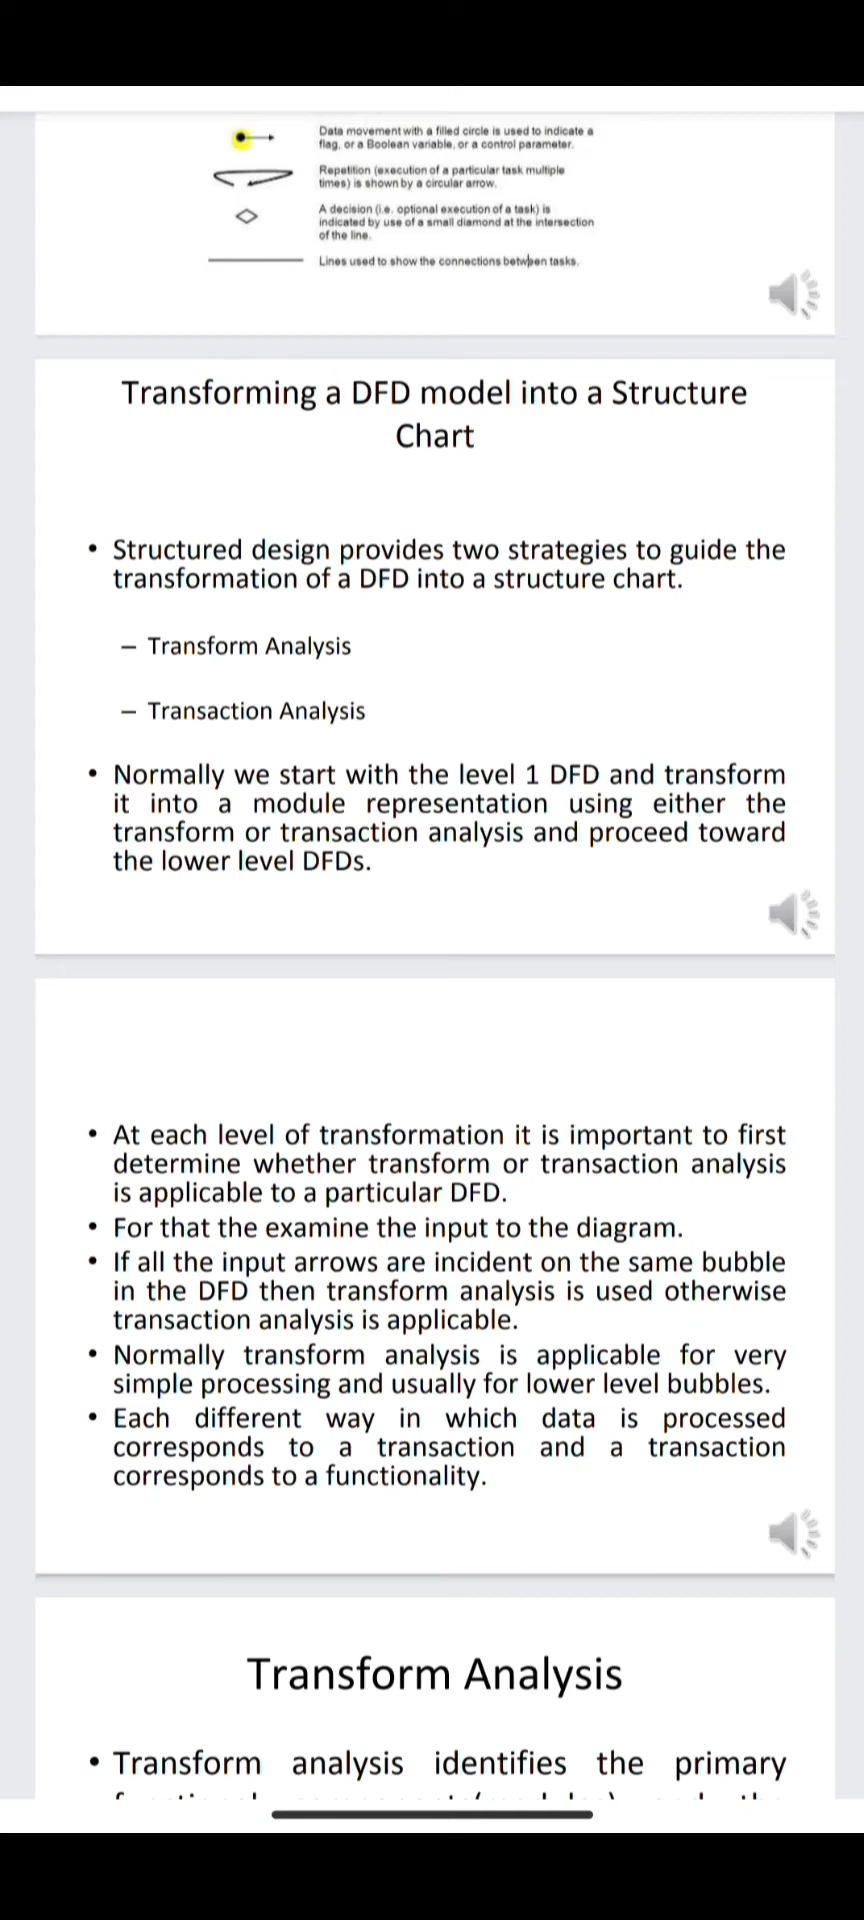 Data movement with a filled circle is used to indicate a
flag, or a Boolean variable, or a control parameter.
Repetition (execution of a particular task multiple
times) is shown by a circular arrow.
A decision (i.e. optional execution of a task) is
indicated by use of a small diamond at the intersection
of the line.
Lines used to show the connections between tasks.
Transforming a DFD model into a Structure
Chart
• Structured design provides two strategies to guide the
transformation of a DFD into a structure chart.
– Transform Analysis
– Transaction Analysis
• Normally we start with the level 1 DFD and transform
it into a module representation using either the
transform or transaction analysis and proceed toward
the lower level DFDs.
• At each level of transformation it is important to first
determine whether transform or transaction analysis
is applicable to a particular DFD.
• For that the examine the input to the diagram.
• If all the input arrows are incident on the same bubble
in the DFD then transform analysis is used otherwise
transaction analysis is applicable.
• Normally transform analysis is applicable for very
simple processing and usually for lower level bubbles.
• Each different way in which data is processed
corresponds to a transaction and a transaction
corresponds to a functionality.
Transform Analysis
• Transform analysis identifies the primary